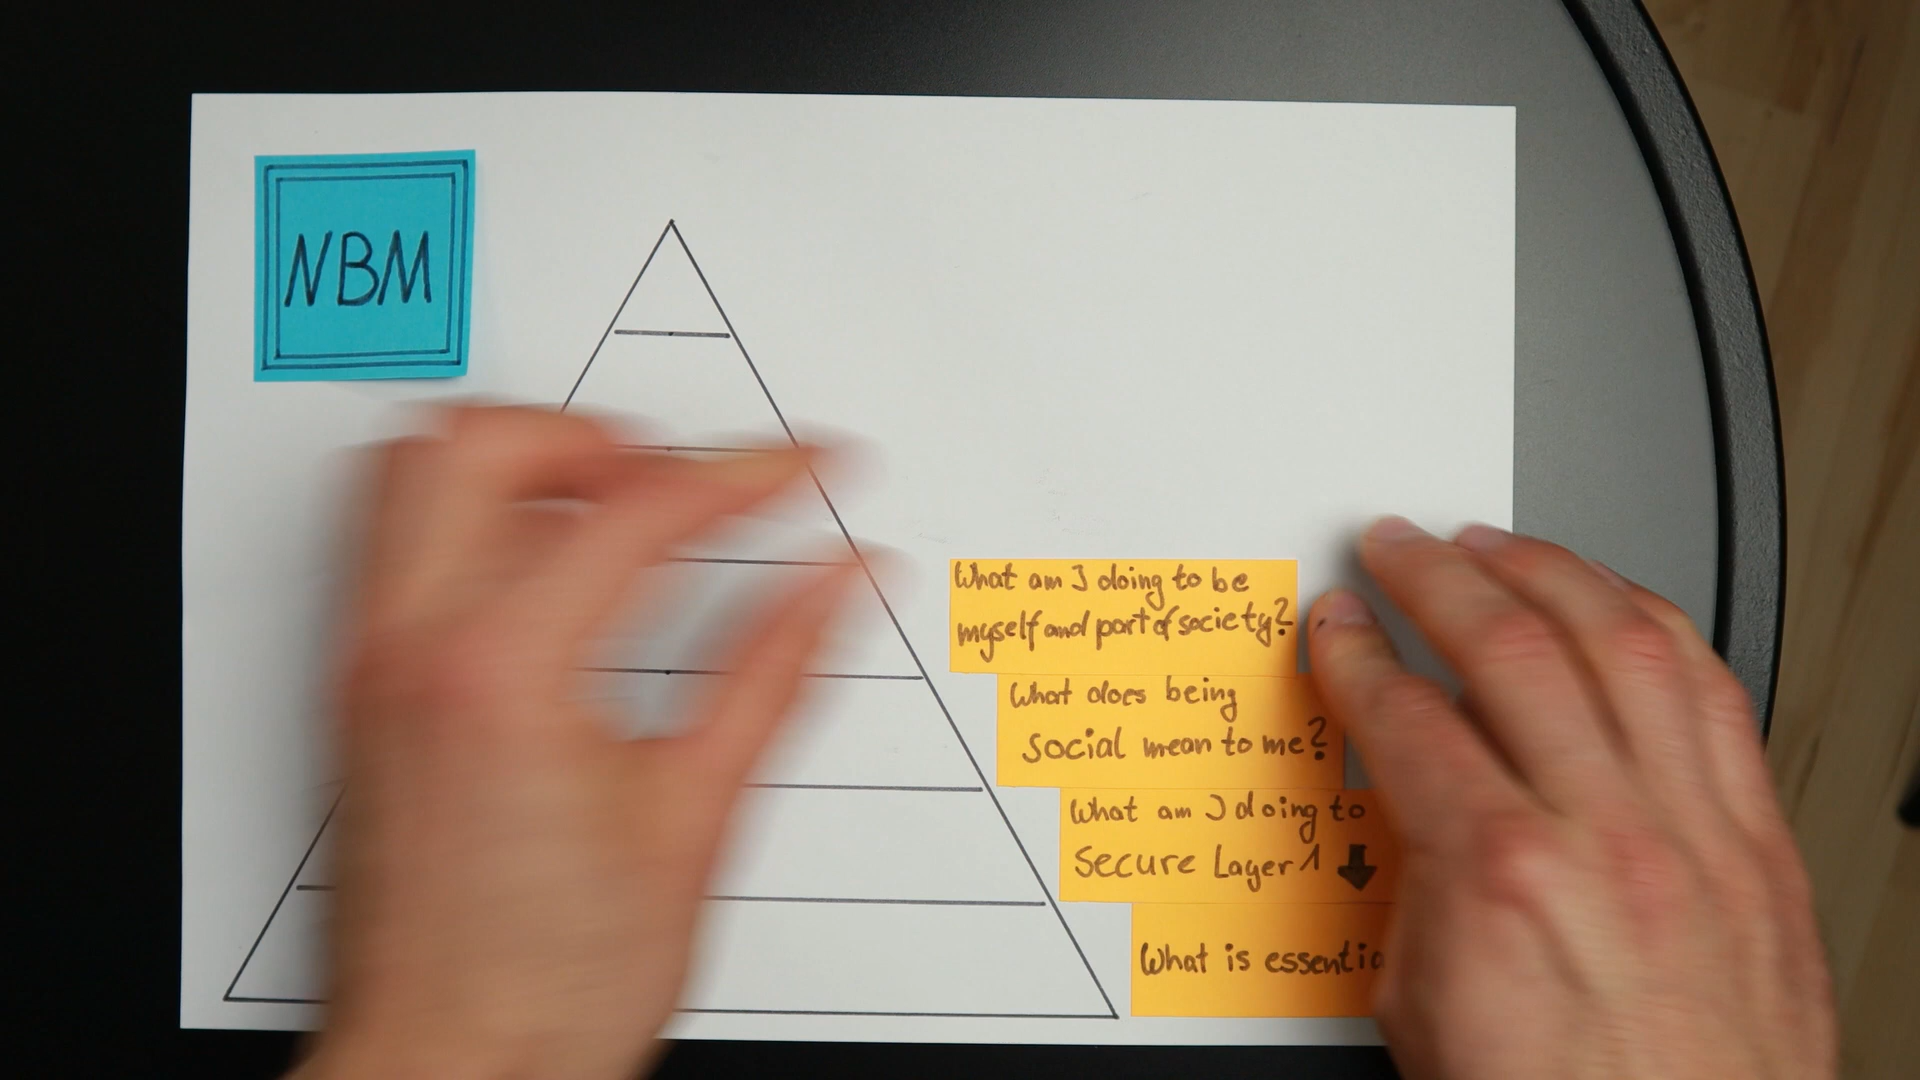 NBM
What am I doing to be
myself and part of society?
What does being
social mean to me?
What am I doing to
Secure Layer 1
What is